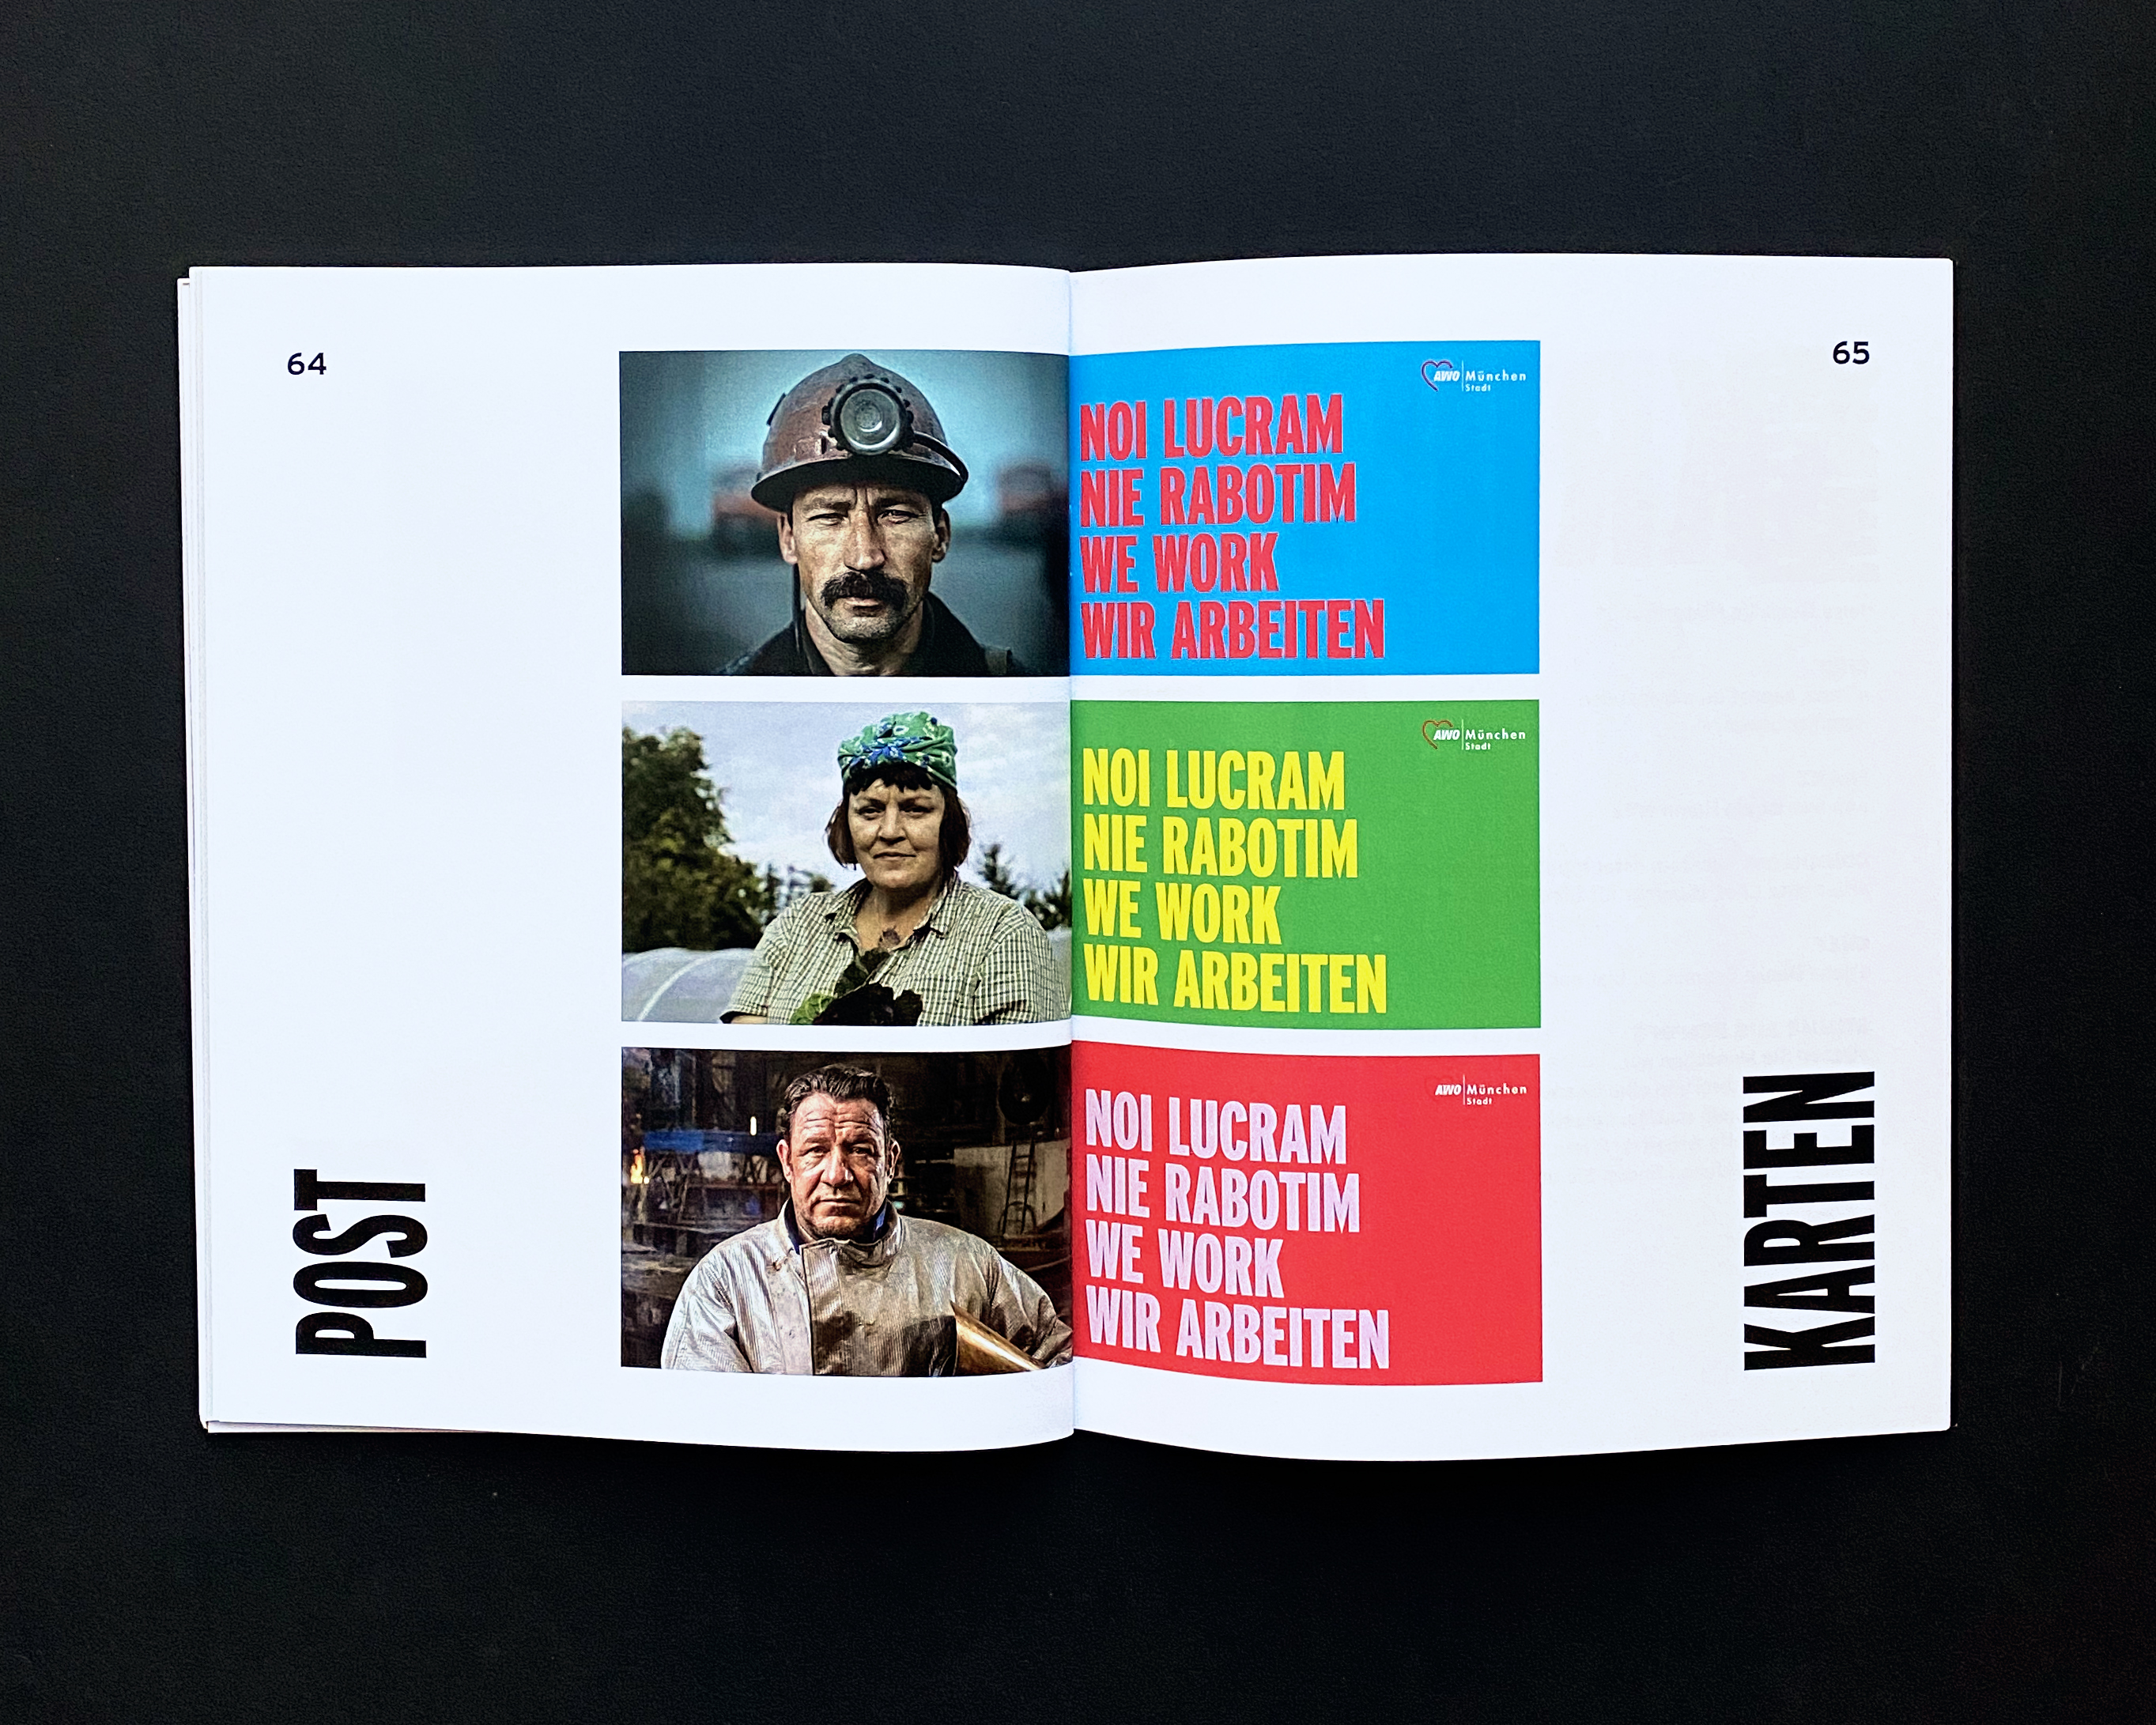 64
POST
AWO München
Stadt
NOI LUCRAM
NIE RABOTIM
WE WORK
WIR ARBEITEN
AWO München
Stadt
NOI LUCRAM
NIE RABOTIM
WE WORK
WIR ARBEITEN
AWO München
Stadt
NOI LUCRAM
NIE RABOTIM
WE WORK
WIR ARBEITEN
65
KARTEN